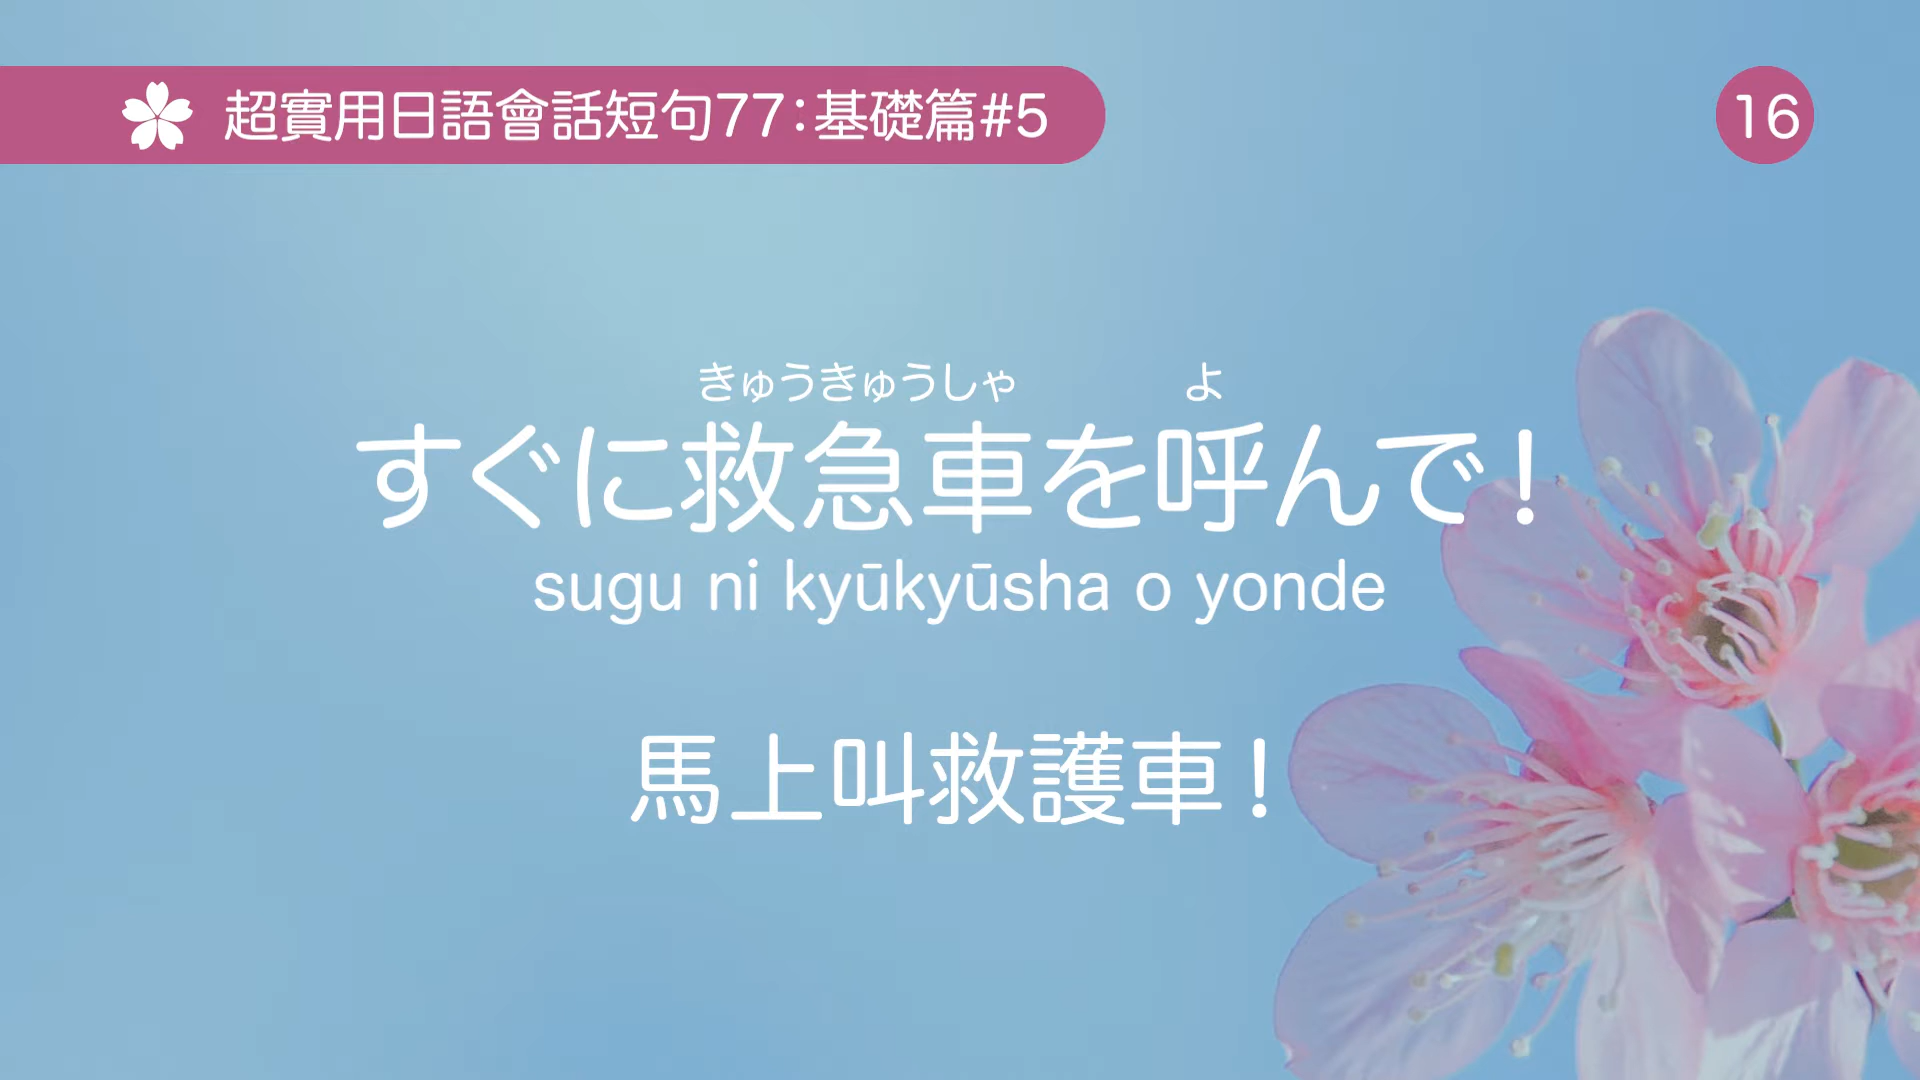 超實用日語會話短句77：基礎篇#5
16
きゅうきゅうしゃ よ
すぐに救急車を呼んで！
sugu ni kyūkyūsha o yonde
馬上叫救護車！